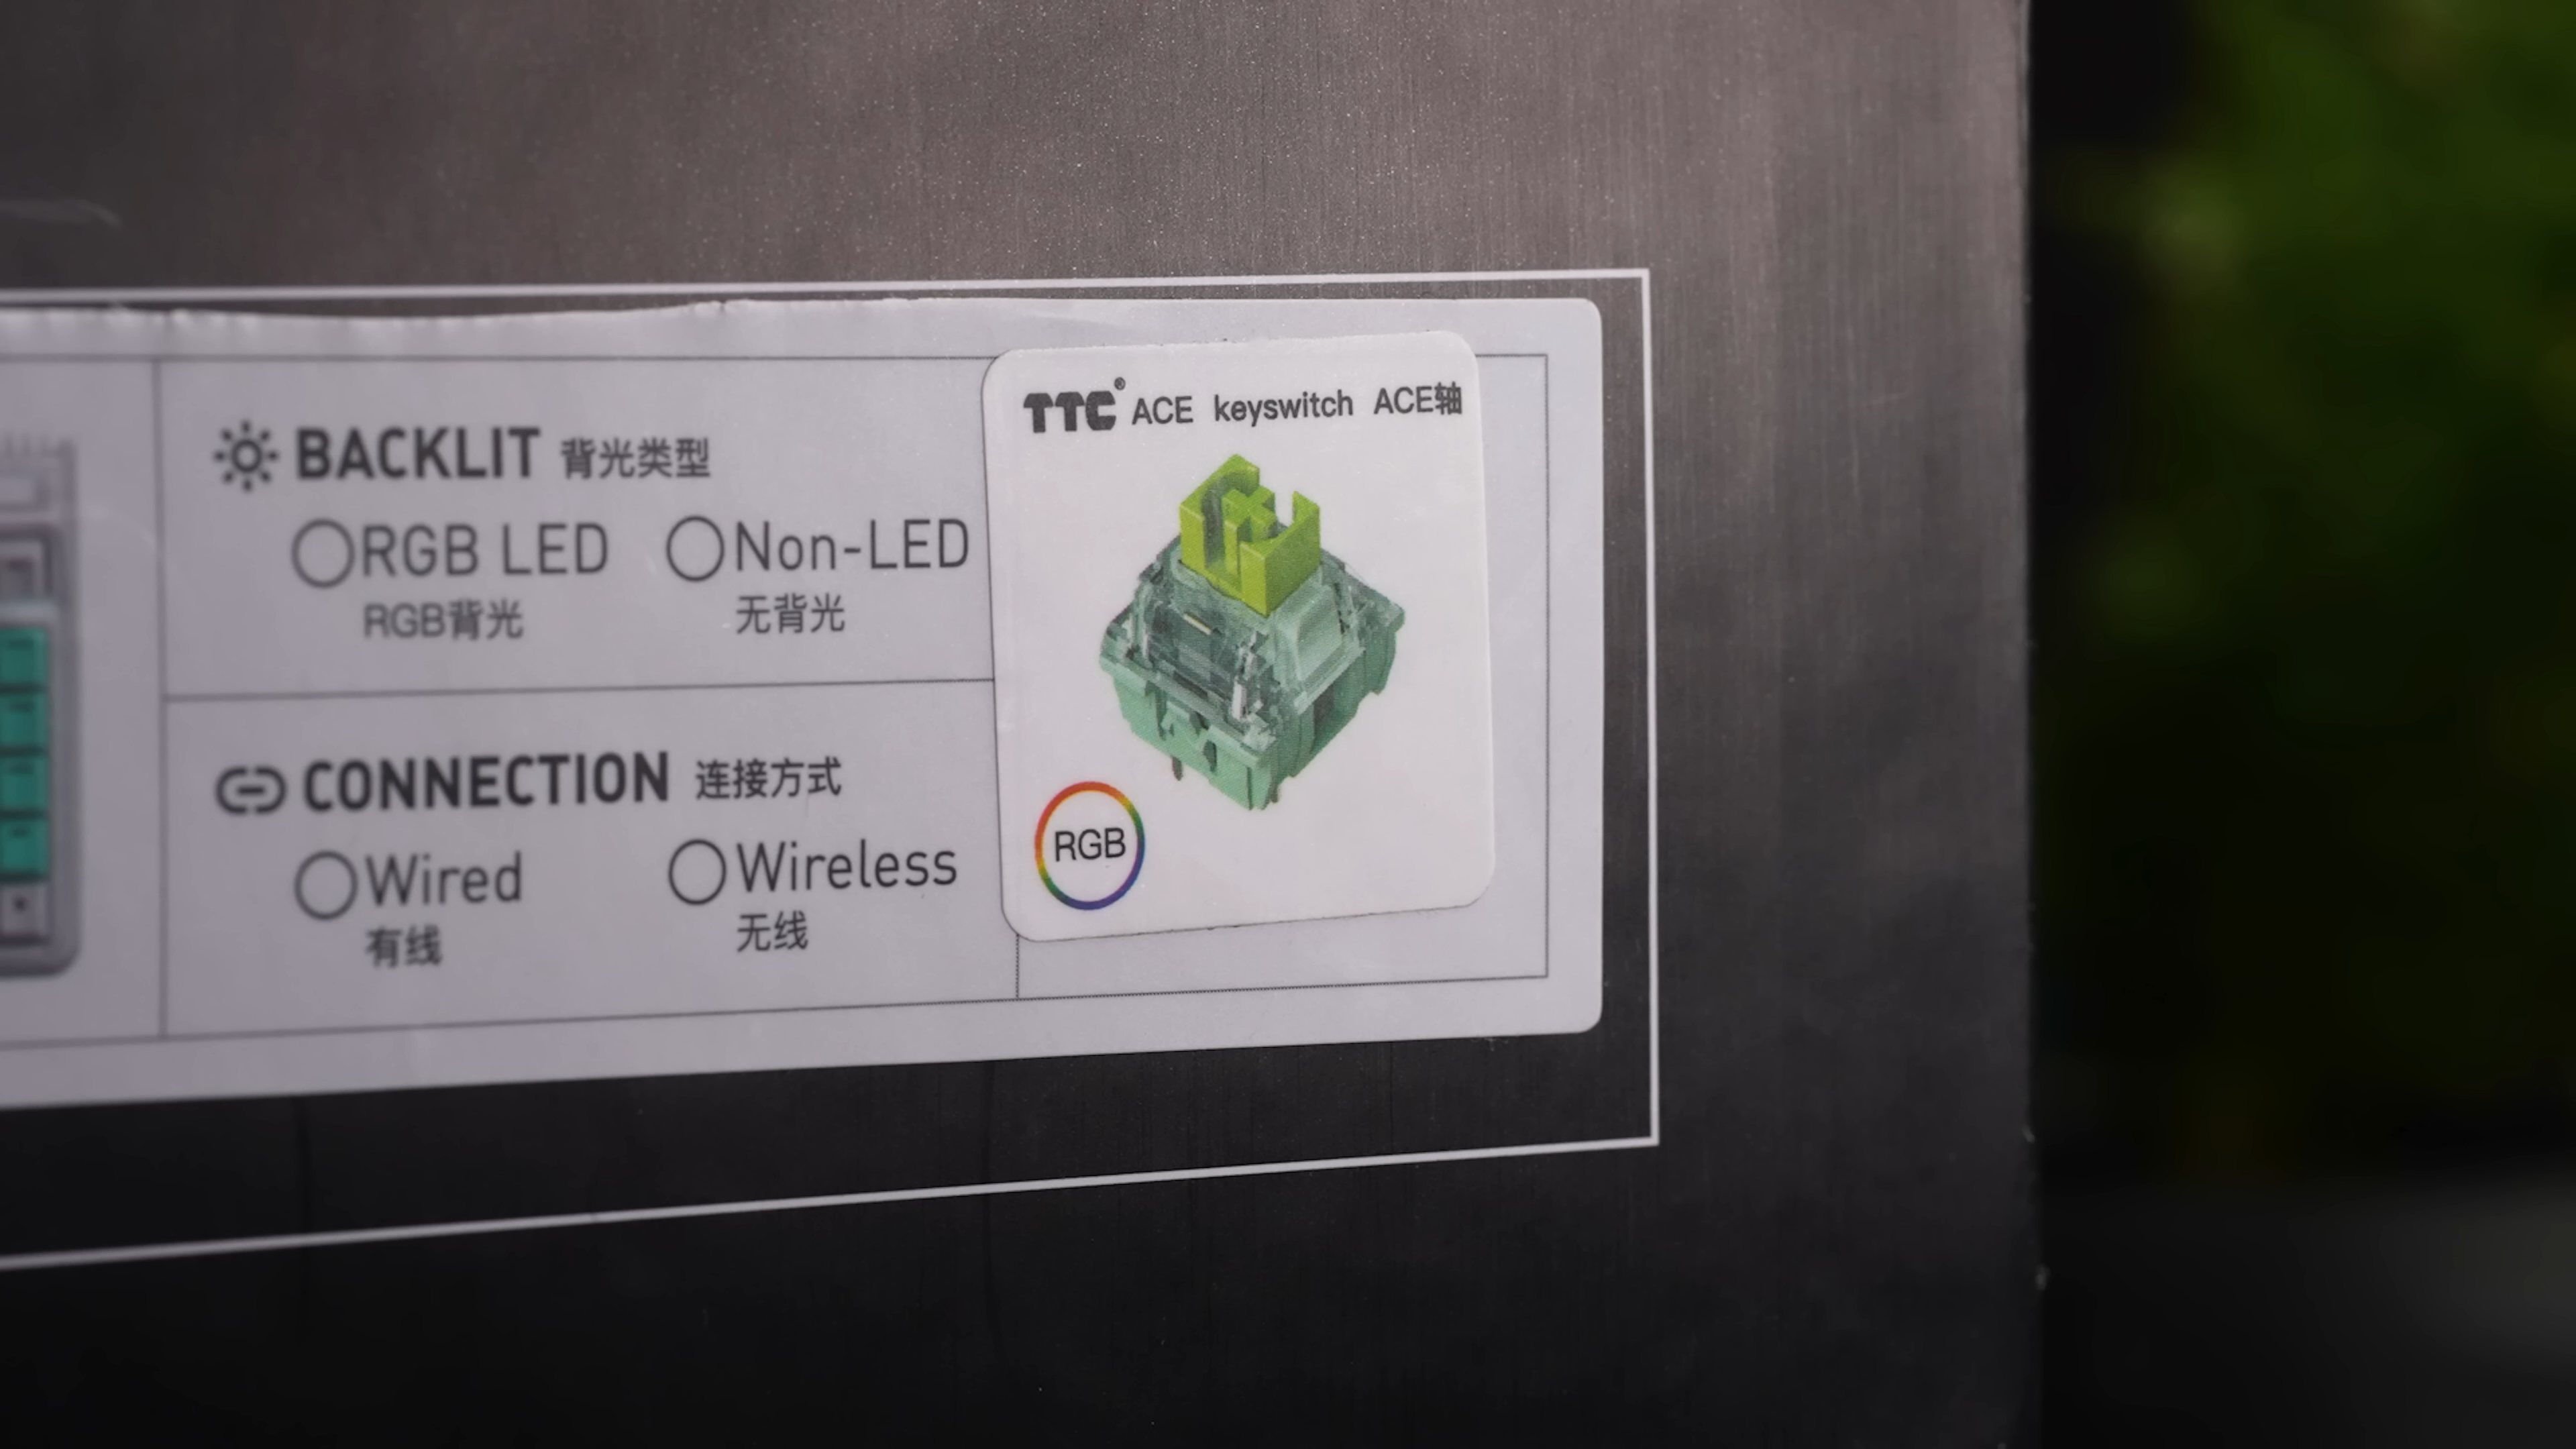 BACKLIT 背光类型
RGB LED Non-LED
RGB背光 无背光
CONNECTION 连接方式
Wired Wireless
有线 无线
TTC® ACE keyswitch ACE轴
RGB